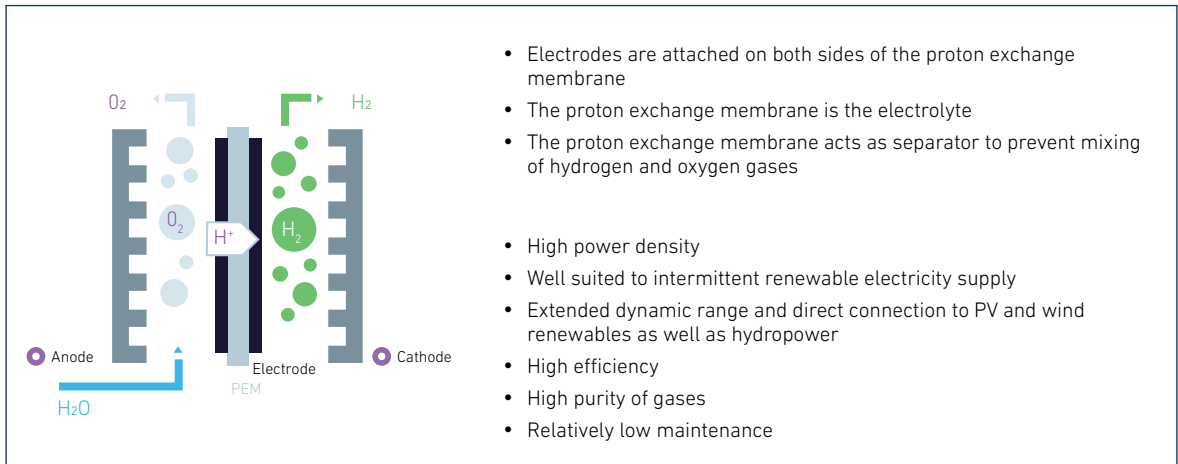 O₂
H₂
O₂
H⁺
H₂
Anode
Cathode
Electrode
PEM
H₂O
• Electrodes are attached on both sides of the proton exchange
membrane
• The proton exchange membrane is the electrolyte
• The proton exchange membrane acts as separator to prevent mixing
of hydrogen and oxygen gases
• High power density
• Well suited to intermittent renewable electricity supply
• Extended dynamic range and direct connection to PV and wind
renewables as well as hydropower
• High efficiency
• High purity of gases
• Relatively low maintenance